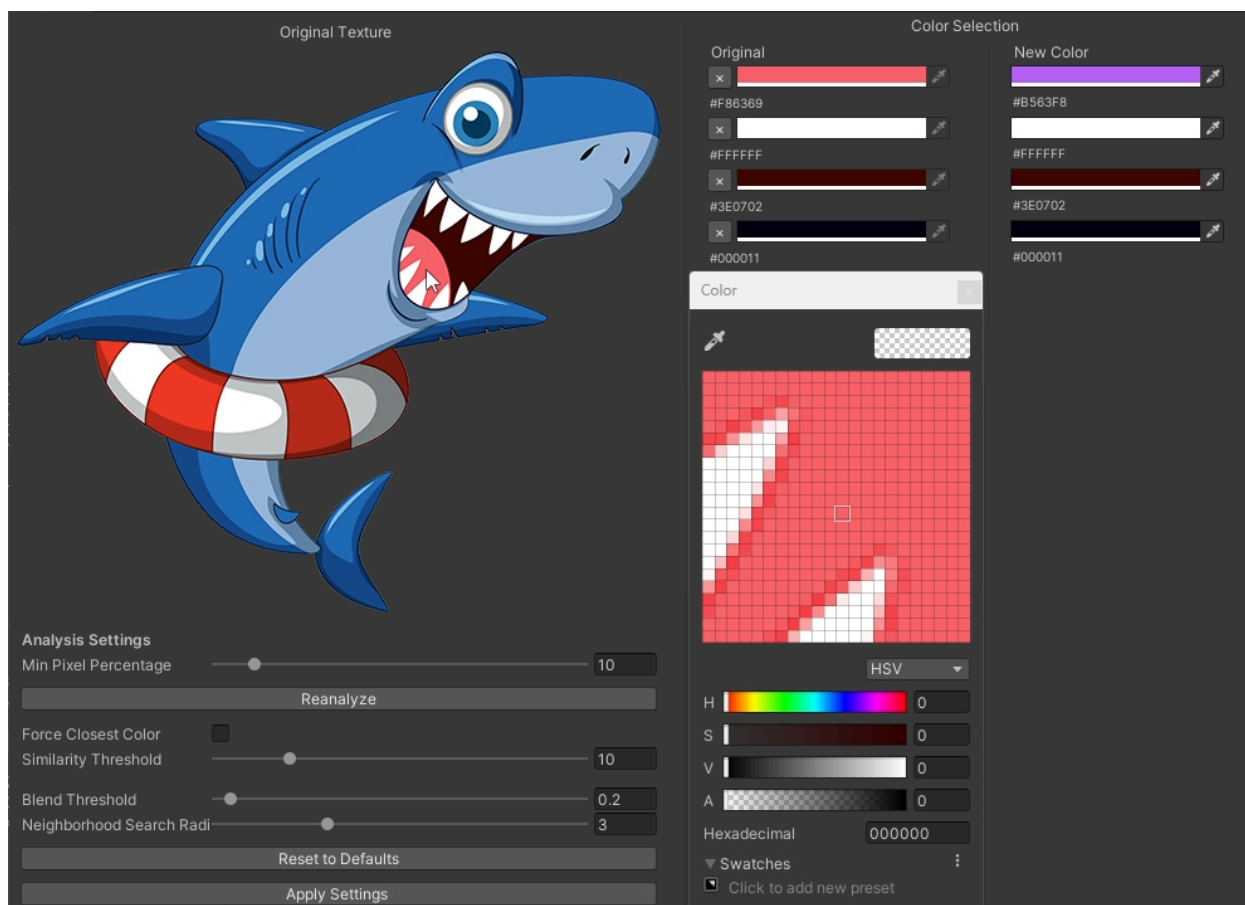 Original Texture
Color Selection
Original
New Color
#F86369
#B563F8
#FFFFFF
#FFFFFF
#3E0702
#3E0702
#000011
#000011
Color
HSV
H 0
S 0
V 0
A 0
Hexadecimal 000000
Swatches
Click to add new preset
Analysis Settings
Min Pixel Percentage 10
Reanalyze
Force Closest Color
Similarity Threshold 10
Blend Threshold 0.2
Neighborhood Search Radi 3
Reset to Defaults
Apply Settings